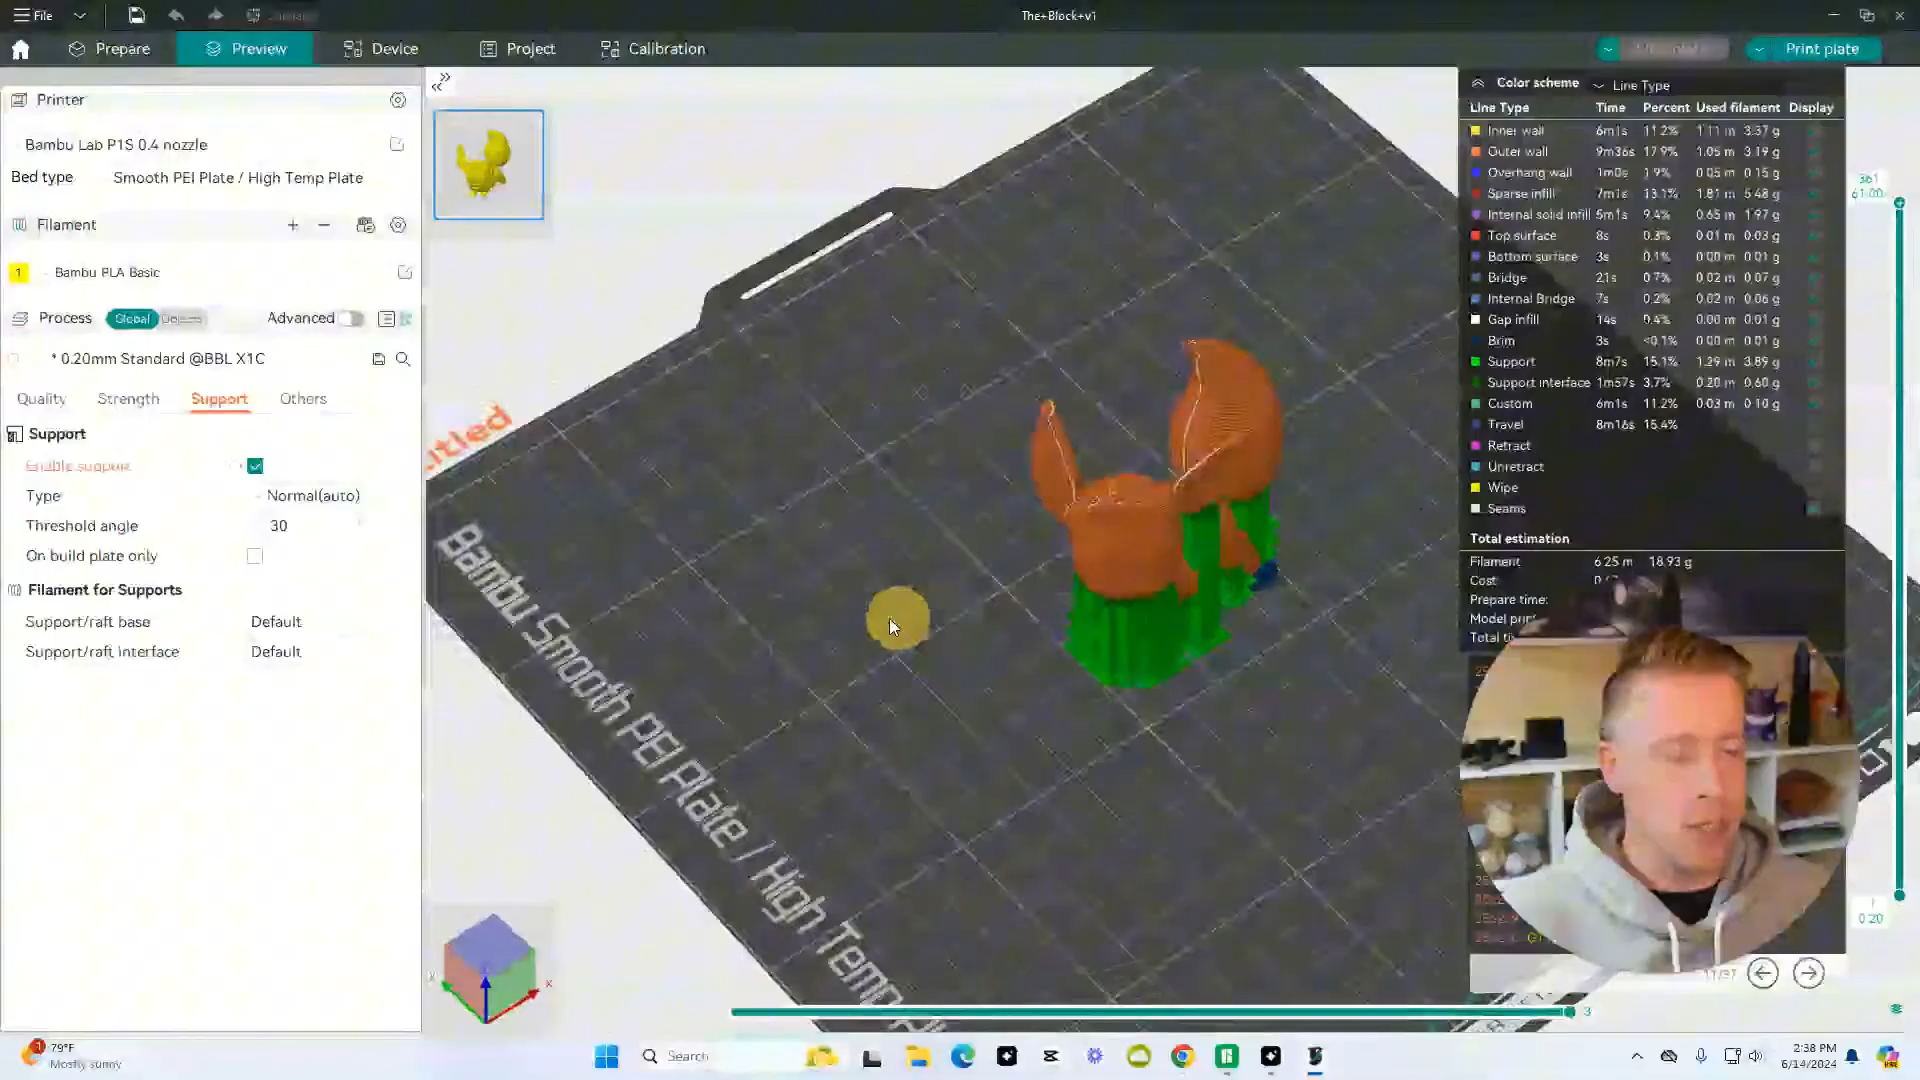 File
The+Block+v1
Prepare
Preview
Device
Project
Calibration
Print plate
Printer
Bambu Lab P1S 0.4 nozzle
Bed type Smooth PEI Plate / High Temp Plate
Filament
1 Bambu PLA Basic
Process Global Objects Advanced
* 0.20mm Standard @BBL X1C
Quality Strength Support Others
Support
Enable support
Type Normal(auto)
Threshold angle 30
On build plate only
Filament for Supports
Support/raft base Default
Support/raft interface Default
Bambu Smooth PEI Plate / High Temp
Color scheme Line Type
Line Type Time Percent Used filament Display
Inner wall 6m1s 11.2% 1.11 m 3.37 g
Outer wall 9m36s 17.9% 1.05 m 3.19 g
Overhang wall 1m0s 1.9% 0.05 m 0.15 g
Sparse infill 7m1s 13.1% 1.81 m 5.48 g
Internal solid infill 5m1s 9.4% 0.65 m 1.97 g
Top surface 8s 0.3% 0.01 m 0.03 g
Bottom surface 3s 0.1% 0.00 m 0.01 g
Bridge 21s 0.7% 0.02 m 0.07 g
Internal Bridge 7s 0.2% 0.02 m 0.06 g
Gap infill 14s 0.4% 0.00 m 0.01 g
Brim 3s <0.1% 0.00 m 0.01 g
Support 8m7s 15.1% 1.29 m 3.89 g
Support interface 1m57s 3.7% 0.20 m 0.60 g
Custom 6m1s 11.2% 0.03 m 0.10 g
Travel 8m16s 15.4%
Retract
Unretract
Wipe
Seams
Total estimation
Filament 6.25 m 18.93 g
Cost
Prepare time:
Model
361
61.00
1
0.20
11/37
3
79°F
Mostly sunny
Search
2:38 PM
6/14/2024